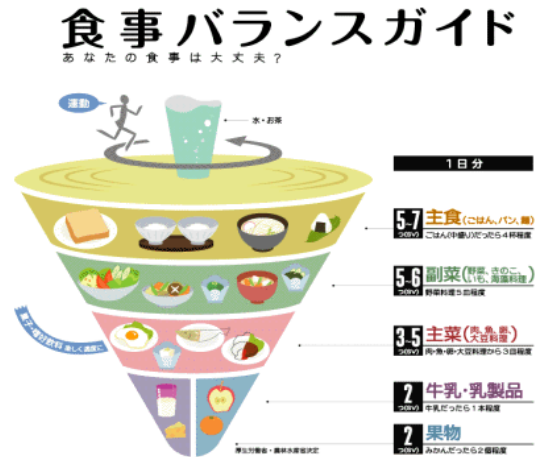 食事バランスガイド
あなたの食事は大丈夫?
運動
水・お茶
1日分
5~7 つ(SV) 主食(ごはん、パン、麺)
ごはん(中盛り)だったら4杯程度
5~6 つ(SV) 副菜(野菜、きのこ、いも、海藻料理)
野菜料理5皿程度
菓子・嗜好飲料 楽しく適度に
3~5 つ(SV) 主菜(肉、魚、卵、大豆料理)
肉・魚・卵・大豆料理から3皿程度
2 つ(SV) 牛乳・乳製品
牛乳だったら1本程度
2 つ(SV) 果物
みかんだったら2個程度
厚生労働省・農林水産省決定